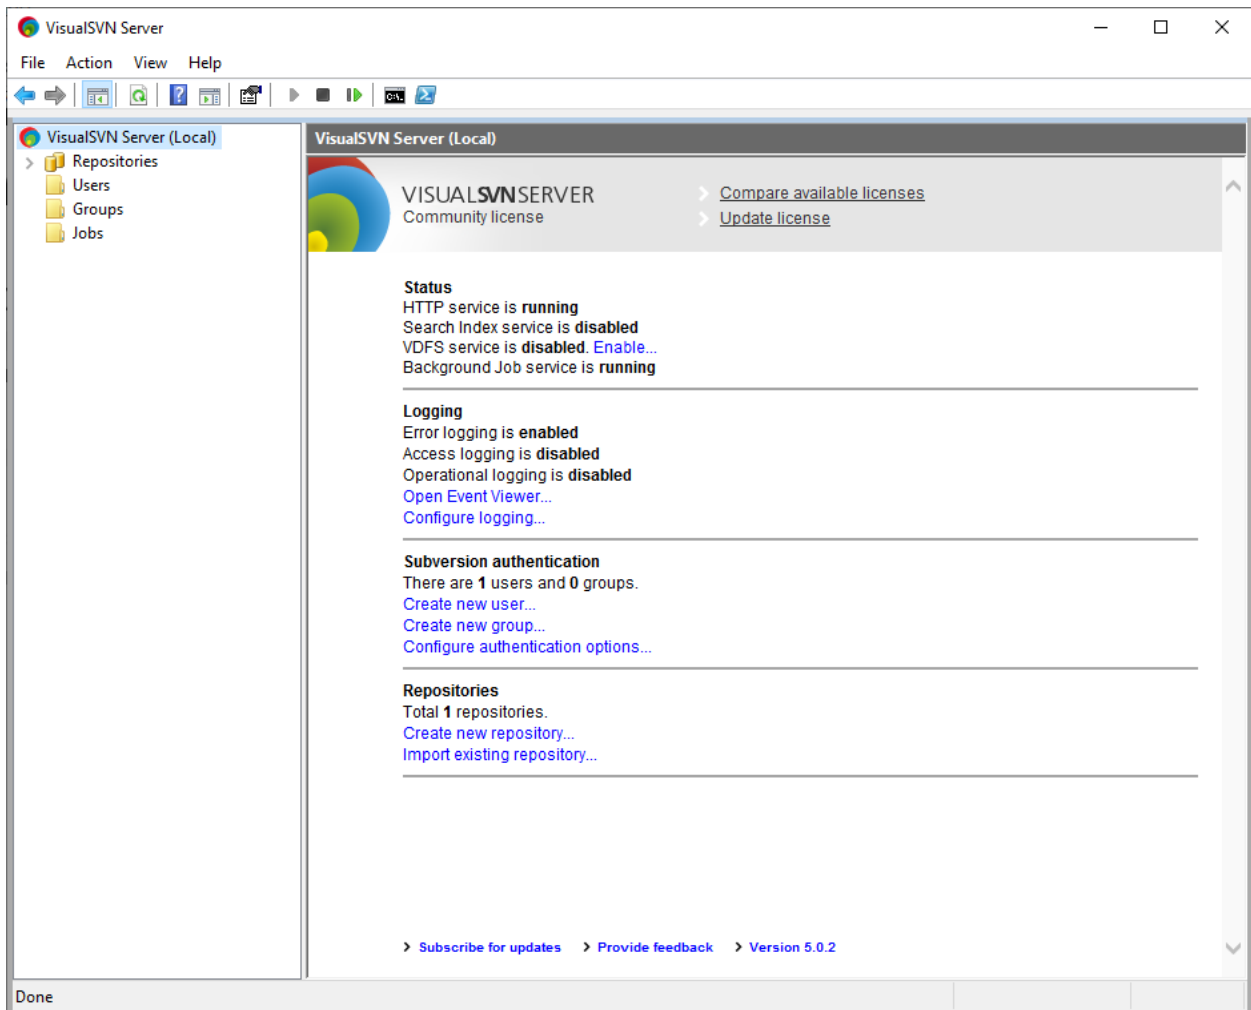 VisualSVN Server
File Action View Help
VisualSVN Server (Local)
Repositories
Users
Groups
Jobs
VisualSVN Server (Local)
VISUALSVNSERVER
Community license
Compare available licenses
Update license
Status
HTTP service is running
Search Index service is disabled
VDFS service is disabled. Enable...
Background Job service is running
Logging
Error logging is enabled
Access logging is disabled
Operational logging is disabled
Open Event Viewer...
Configure logging...
Subversion authentication
There are 1 users and 0 groups.
Create new user...
Create new group...
Configure authentication options...
Repositories
Total 1 repositories.
Create new repository...
Import existing repository...
Subscribe for updates Provide feedback Version 5.0.2
Done